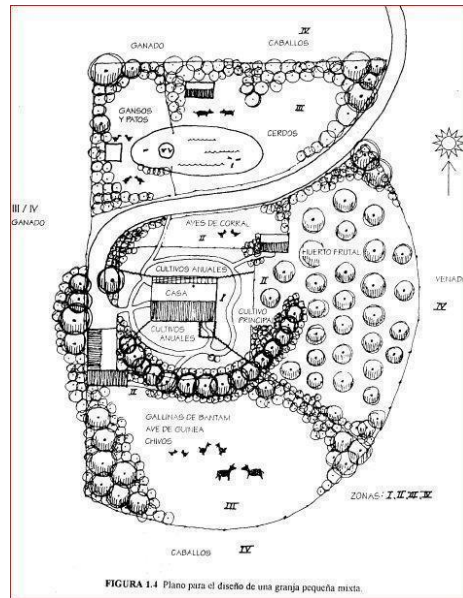 IV
GANADO
CABALLOS
GANSOS
Y PATOS
III
CERDOS
III / IV
GANADO
AVES DE CORRAL
II
HUERTO FRUTAL
CULTIVOS ANUALES
II
CASA
I
VENAD
IV
CULTIVO
PRINCIPA
CULTIVOS
ANUALES
II
GALLINAS DE BANTAM
AVE DE GUINEA
CHIVOS
III
ZONAS: I, II, III, IV
CABALLOS
IV
FIGURA 1.4 Plano para el diseño de una granja pequeña mixta.